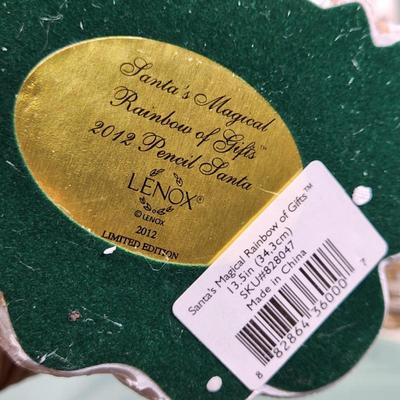 Santa's Magical
Rainbow of Gifts™
2012 Pencil Santa
LENOX®
© LENOX
2012
LIMITED EDITION
Santa's Magical Rainbow of Gifts™
13.5in (34.3cm)
SKU#828047
Made in China
8 82864 36000 7